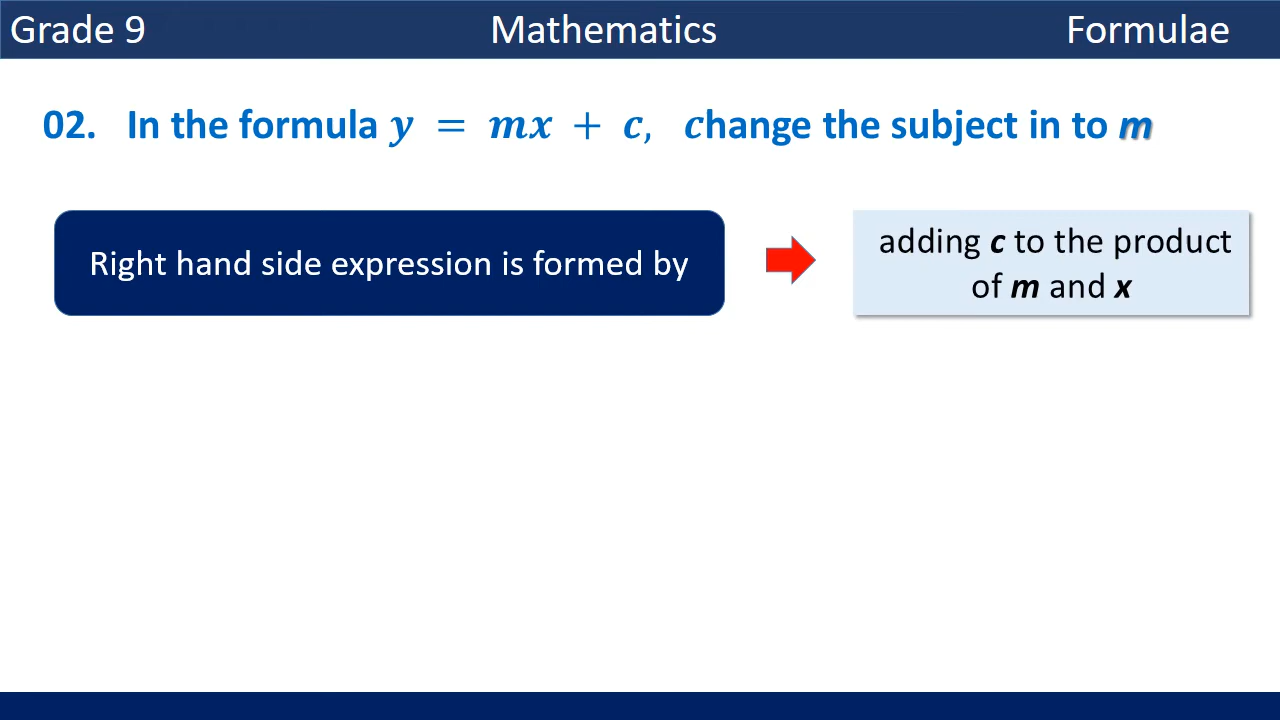 Grade 9 Mathematics Formulae
02. In the formula y = mx + c, change the subject in to m
Right hand side expression is formed by
adding c to the product
of m and x